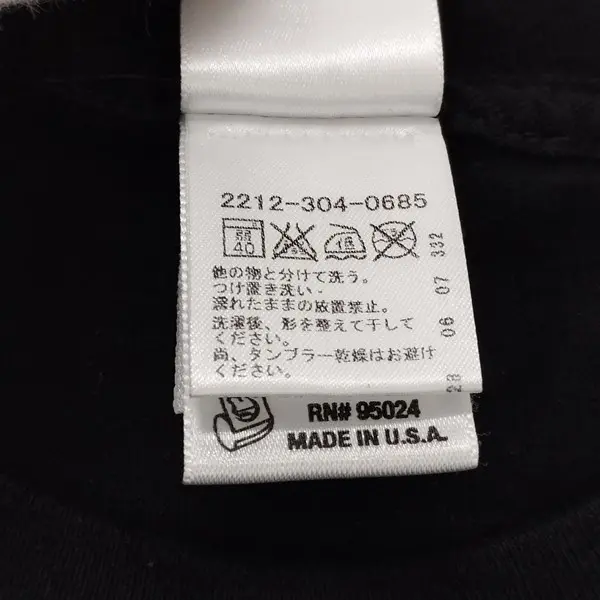 2212-304-0685
弱
40
低
他の物と分けて洗う。
つけ置き洗い・
濡れたままの放置禁止。
洗濯後、形を整えて干して
ください。
尚、タンブラー乾燥はお避け
ください。
28 06 07 332
RN# 95024
MADE IN U.S.A.